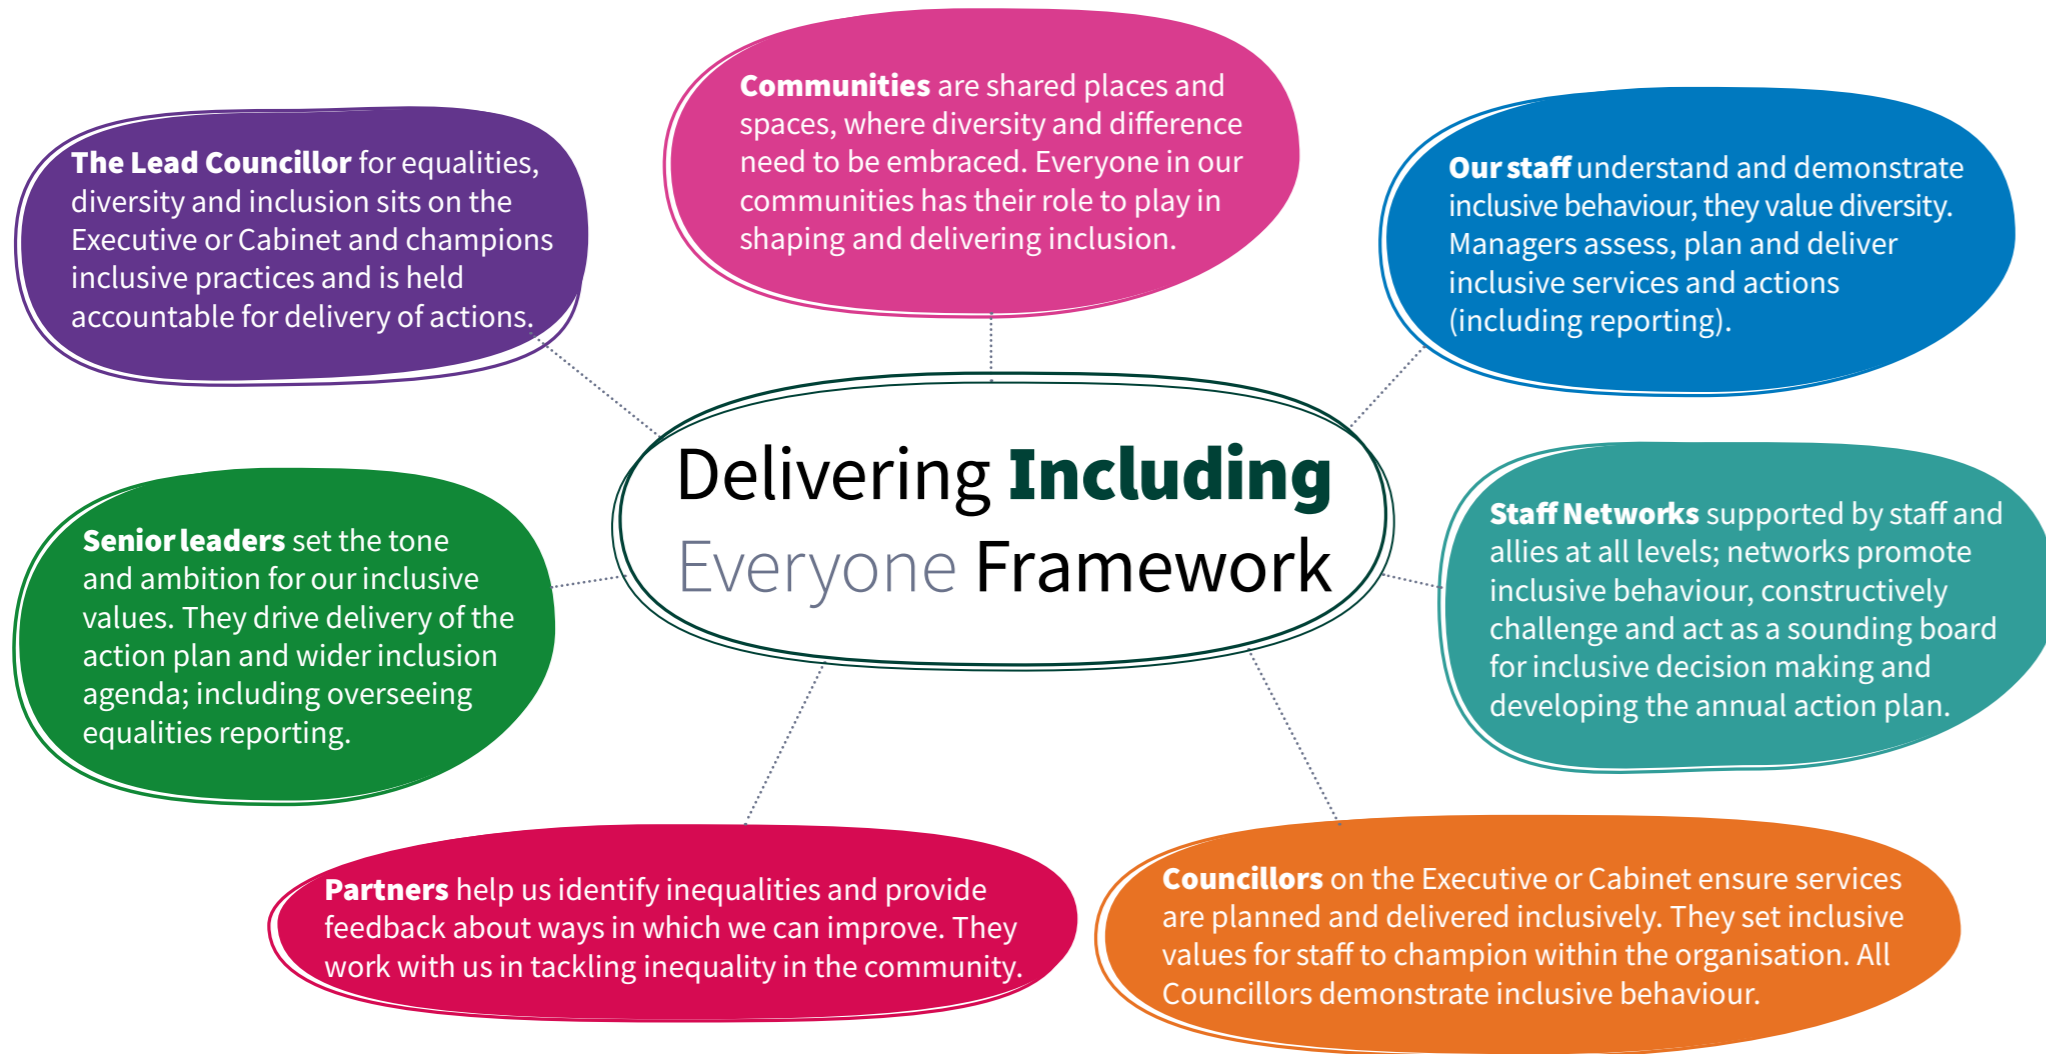 Communities are shared places and
spaces, where diversity and difference
need to be embraced. Everyone in our
communities has their role to play in
shaping and delivering inclusion.
The Lead Councillor for equalities,
diversity and inclusion sits on the
Executive or Cabinet and champions
inclusive practices and is held
accountable for delivery of actions.
Our staff understand and demonstrate
inclusive behaviour, they value diversity.
Managers assess, plan and deliver
inclusive services and actions
(including reporting).
Delivering Including
Everyone Framework
Senior leaders set the tone
and ambition for our inclusive
values. They drive delivery of the
action plan and wider inclusion
agenda; including overseeing
equalities reporting.
Staff Networks supported by staff and
allies at all levels; networks promote
inclusive behaviour, constructively
challenge and act as a sounding board
for inclusive decision making and
developing the annual action plan.
Partners help us identify inequalities and provide
feedback about ways in which we can improve. They
work with us in tackling inequality in the community.
Councillors on the Executive or Cabinet ensure services
are planned and delivered inclusively. They set inclusive
values for staff to champion within the organisation. All
Councillors demonstrate inclusive behaviour.